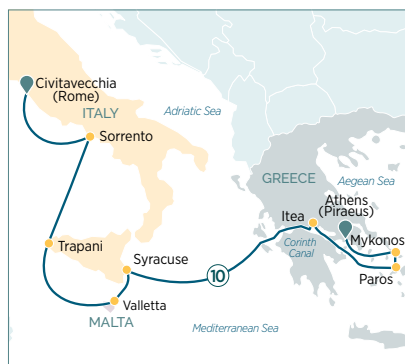 Civitavecchia
(Rome)
ITALY
Adriatic Sea
Sorrento
GREECE
Aegean Sea
Athens
(Piraeus)
Itea
Mykonos
Corinth
Canal
Trapani
Syracuse
10
Paros
Valletta
MALTA
Mediterranean Sea